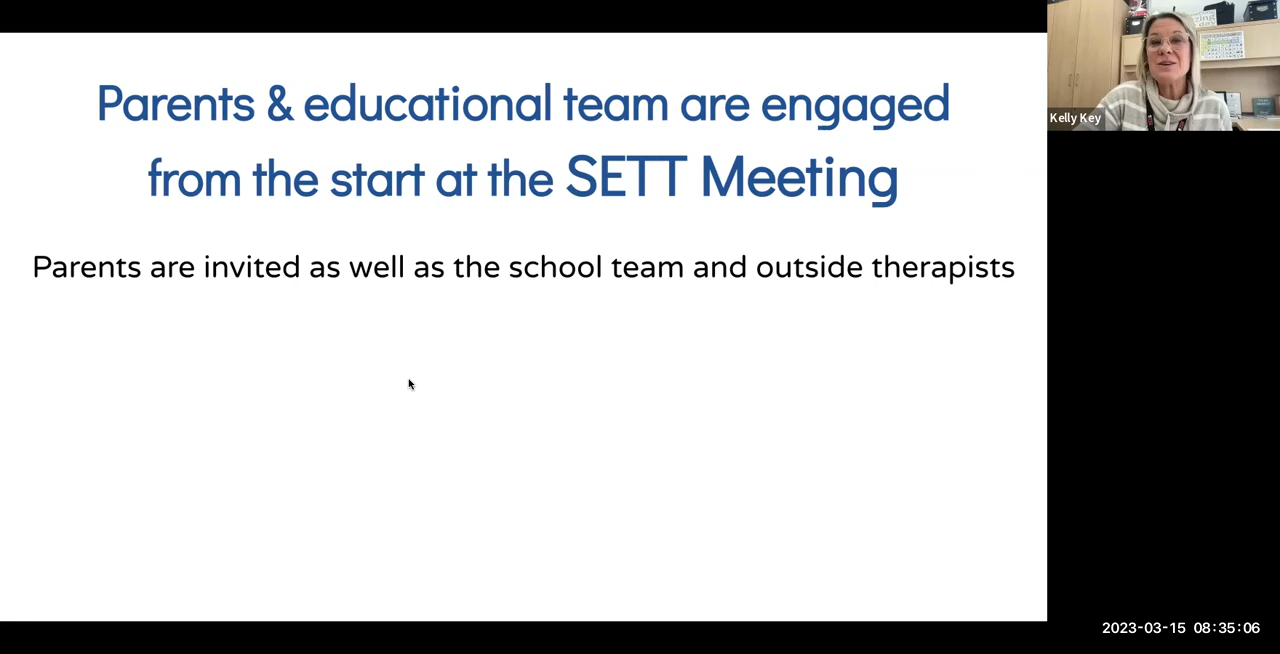 Parents & educational team are engaged
from the start at the SETT Meeting
Parents are invited as well as the school team and outside therapists
Kelly Key
2023-03-15 08:35:06